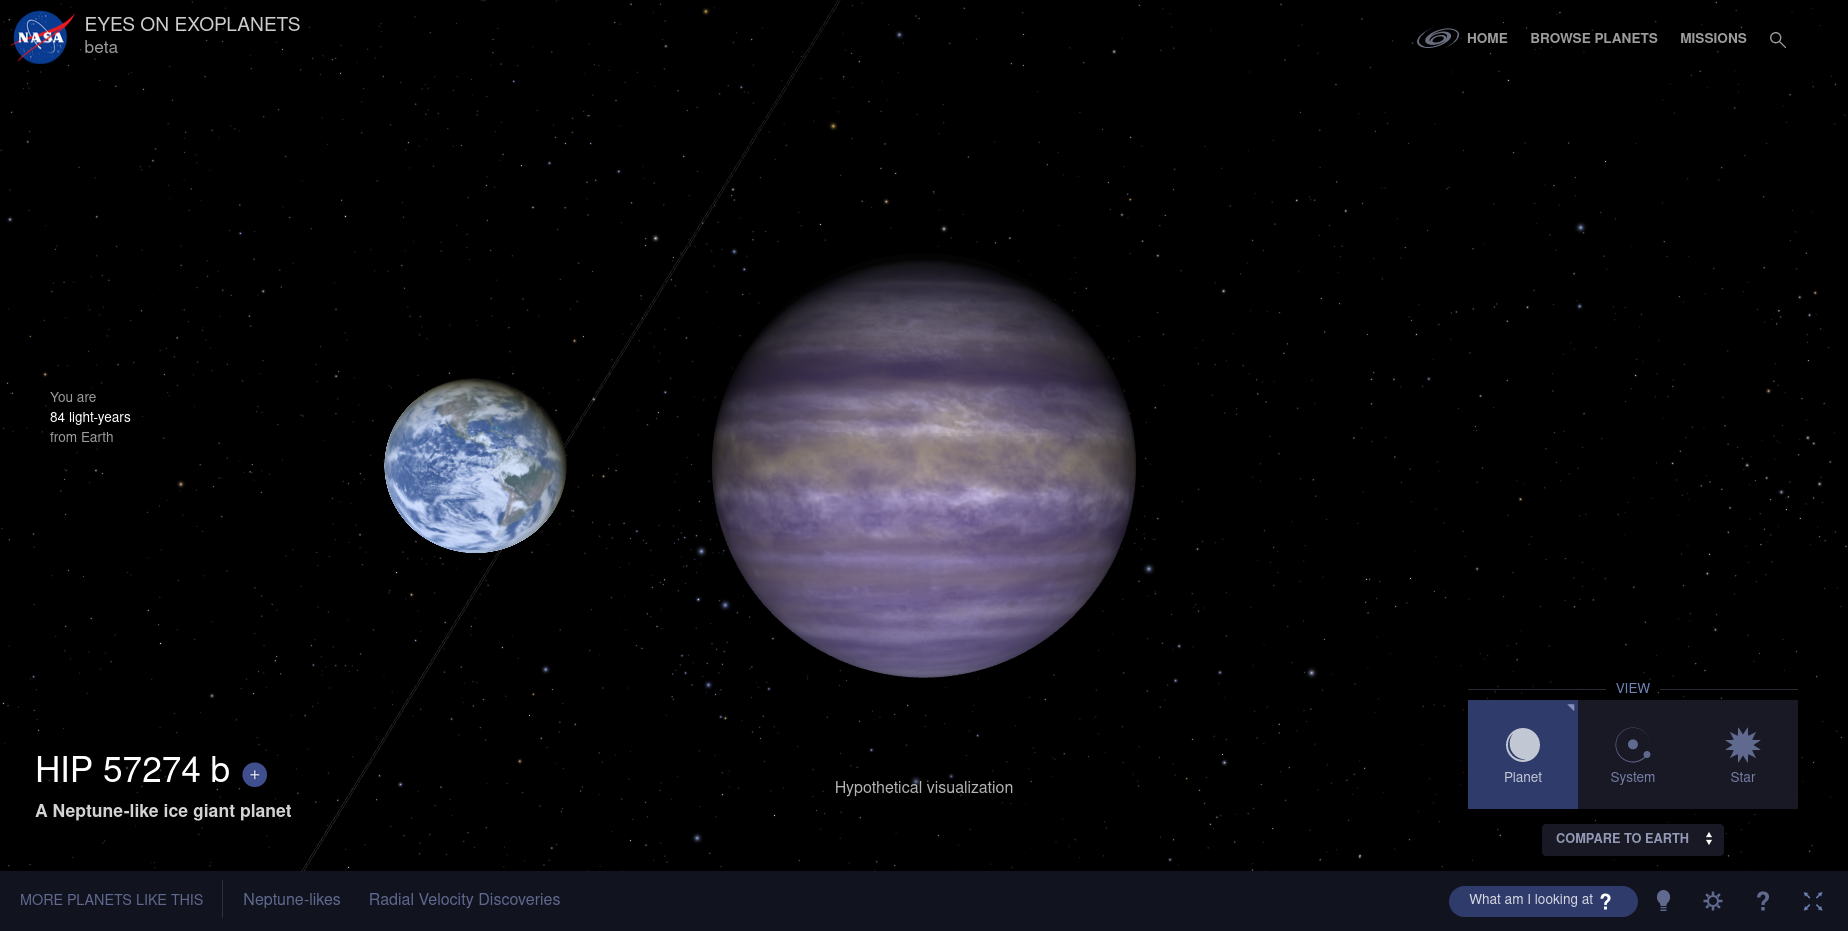 NASA
EYES ON EXOPLANETS
beta
HOME
BROWSE PLANETS
MISSIONS
You are
84 light-years
from Earth
HIP 57274 b +
A Neptune-like ice giant planet
Hypothetical visualization
VIEW
Planet
System
Star
COMPARE TO EARTH
MORE PLANETS LIKE THIS
Neptune-likes
Radial Velocity Discoveries
What am I looking at ?
?